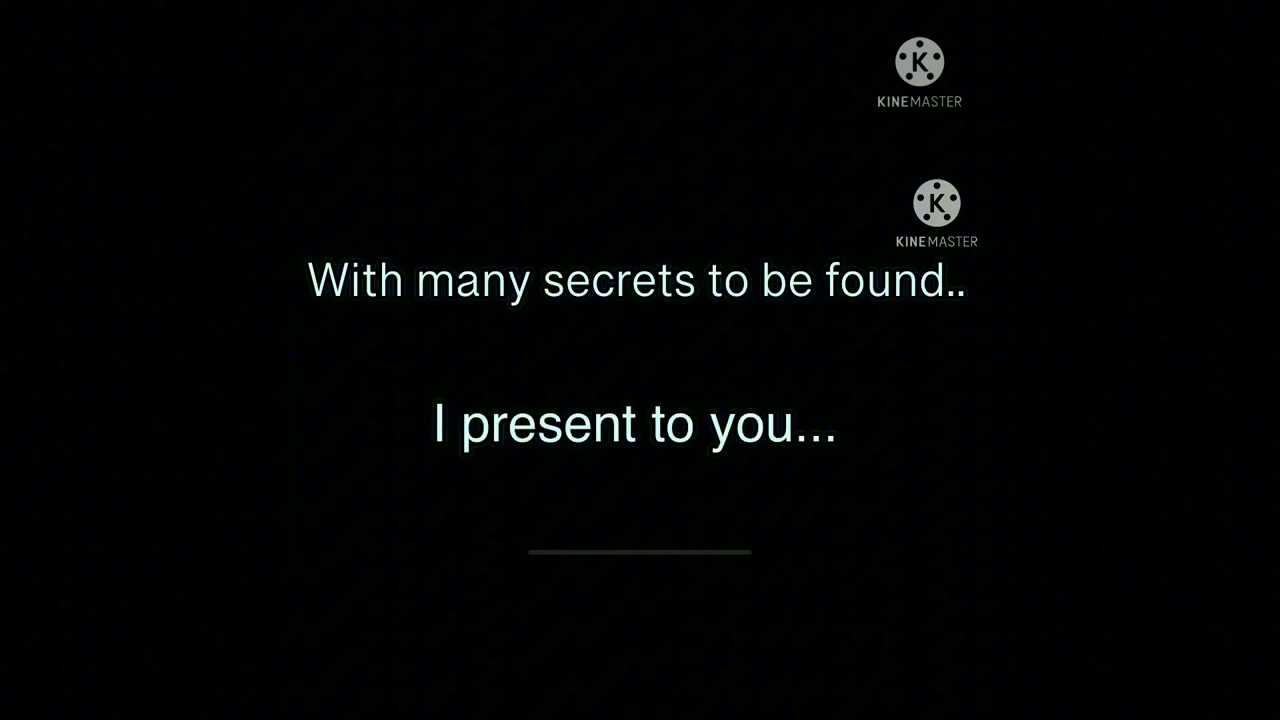 KINEMASTER
KINEMASTER
With many secrets to be found..
I present to you...